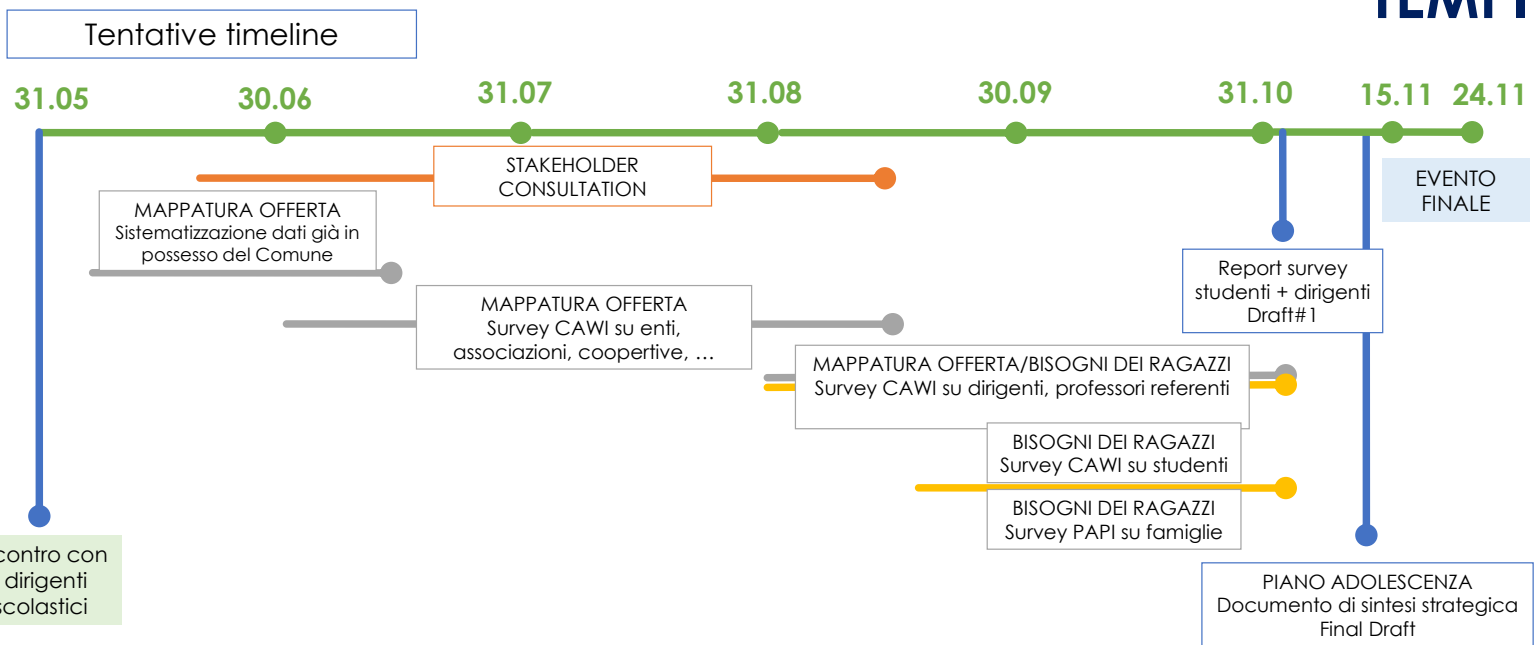 Tentative timeline
31.05
30.06
31.07
31.08
30.09
31.10
15.11
24.11
STAKEHOLDER
CONSULTATION
EVENTO
FINALE
MAPPATURA OFFERTA
Sistematizzazione dati già in
possesso del Comune
Report survey
studenti + dirigenti
Draft#1
MAPPATURA OFFERTA
Survey CAWI su enti,
associazioni, coopertive, …
MAPPATURA OFFERTA/BISOGNI DEI RAGAZZI
Survey CAWI su dirigenti, professori referenti
BISOGNI DEI RAGAZZI
Survey CAWI su studenti
BISOGNI DEI RAGAZZI
Survey PAPI su famiglie
con
dirigenti
scolastici
PIANO ADOLESCENZA
Documento di sintesi strategica
Final Draft